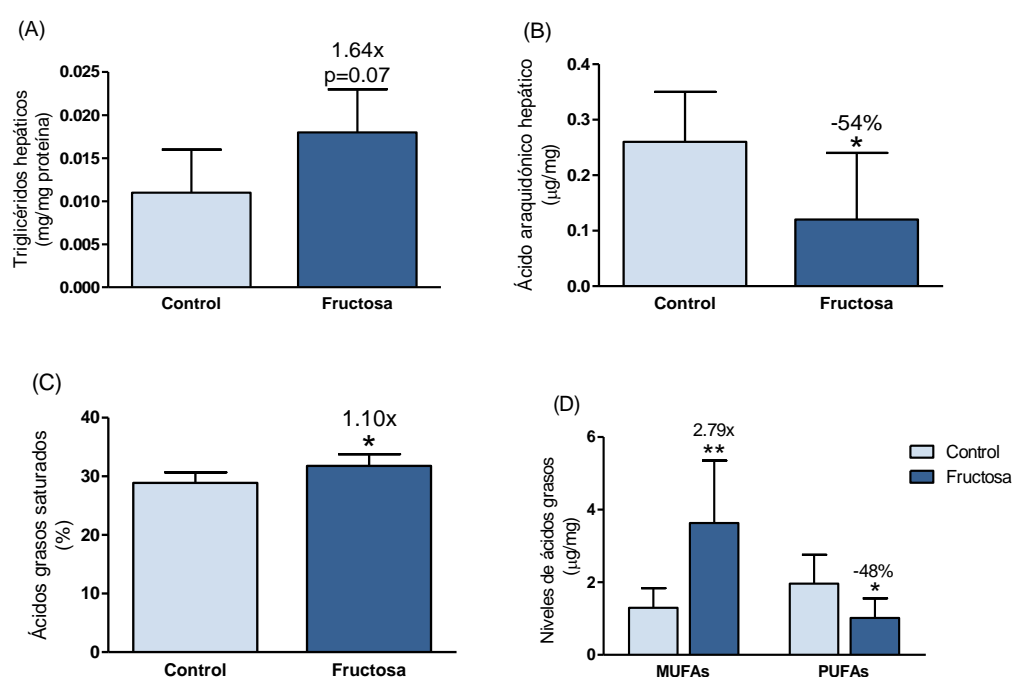 (A)
1.64x
p=0.07
Triglicéridos hepáticos
(mg/mg proteína)
0.025
0.020
0.015
0.010
0.005
0.000
Control
Fructosa
(B)
-54%
*
Ácido araquidónico hepático
(µg/mg)
0.4
0.3
0.2
0.1
0.0
Control
Fructosa
(C)
1.10x
*
Ácidos grasos saturados
(%)
40
30
20
10
0
Control
Fructosa
(D)
2.79x
**
-48%
*
Niveles de ácidos grasos
(µg/mg)
6
4
2
0
MUFAs
PUFAs
Control
Fructosa